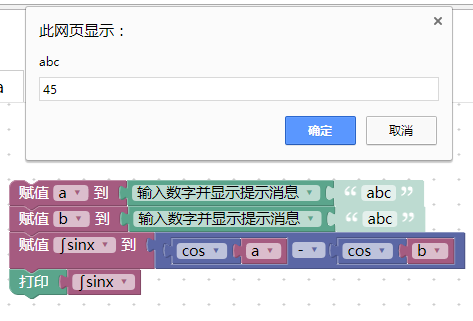 此网页显示：
abc
45
确定 取消
a
赋值 a 到 输入数字并显示提示消息 “ abc ”
赋值 b 到 输入数字并显示提示消息 “ abc ”
赋值 ∫sinx 到 cos a - cos b
打印 ∫sinx